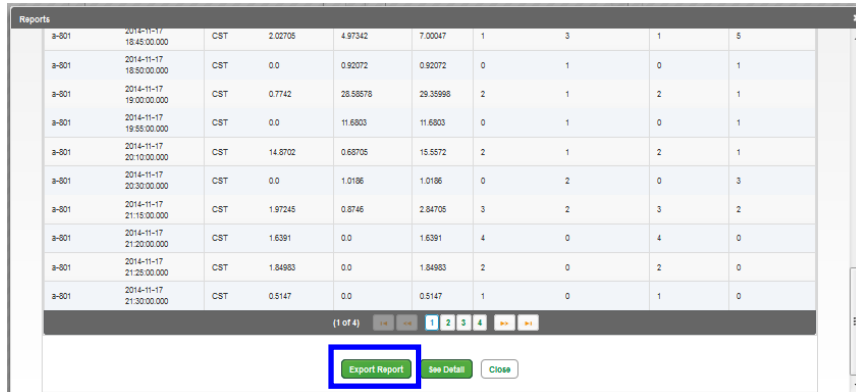 Reports
a-801 2014-11-17 18:45:00.000 CST 2.02705 4.97342 7.00047 1 3 1 5
a-801 2014-11-17 18:50:00.000 CST 0.0 0.92072 0.92072 0 1 0 1
a-801 2014-11-17 19:00:00.000 CST 0.7742 28.58578 29.35998 2 1 2 1
a-801 2014-11-17 19:55:00.000 CST 0.0 11.6803 11.6803 0 1 0 1
a-801 2014-11-17 20:10:00.000 CST 14.8702 0.68705 15.5572 2 1 2 1
a-801 2014-11-17 20:30:00.000 CST 0.0 1.0186 1.0186 0 2 0 3
a-801 2014-11-17 21:15:00.000 CST 1.97245 0.8746 2.84705 3 2 3 2
a-801 2014-11-17 21:20:00.000 CST 1.6391 0.0 1.6391 4 0 4 0
a-801 2014-11-17 21:25:00.000 CST 1.84983 0.0 1.84983 2 0 2 0
a-801 2014-11-17 21:30:00.000 CST 0.5147 0.0 0.5147 1 0 1 0
(1 of 4) 1 2 3 4
Export Report See Detail Close